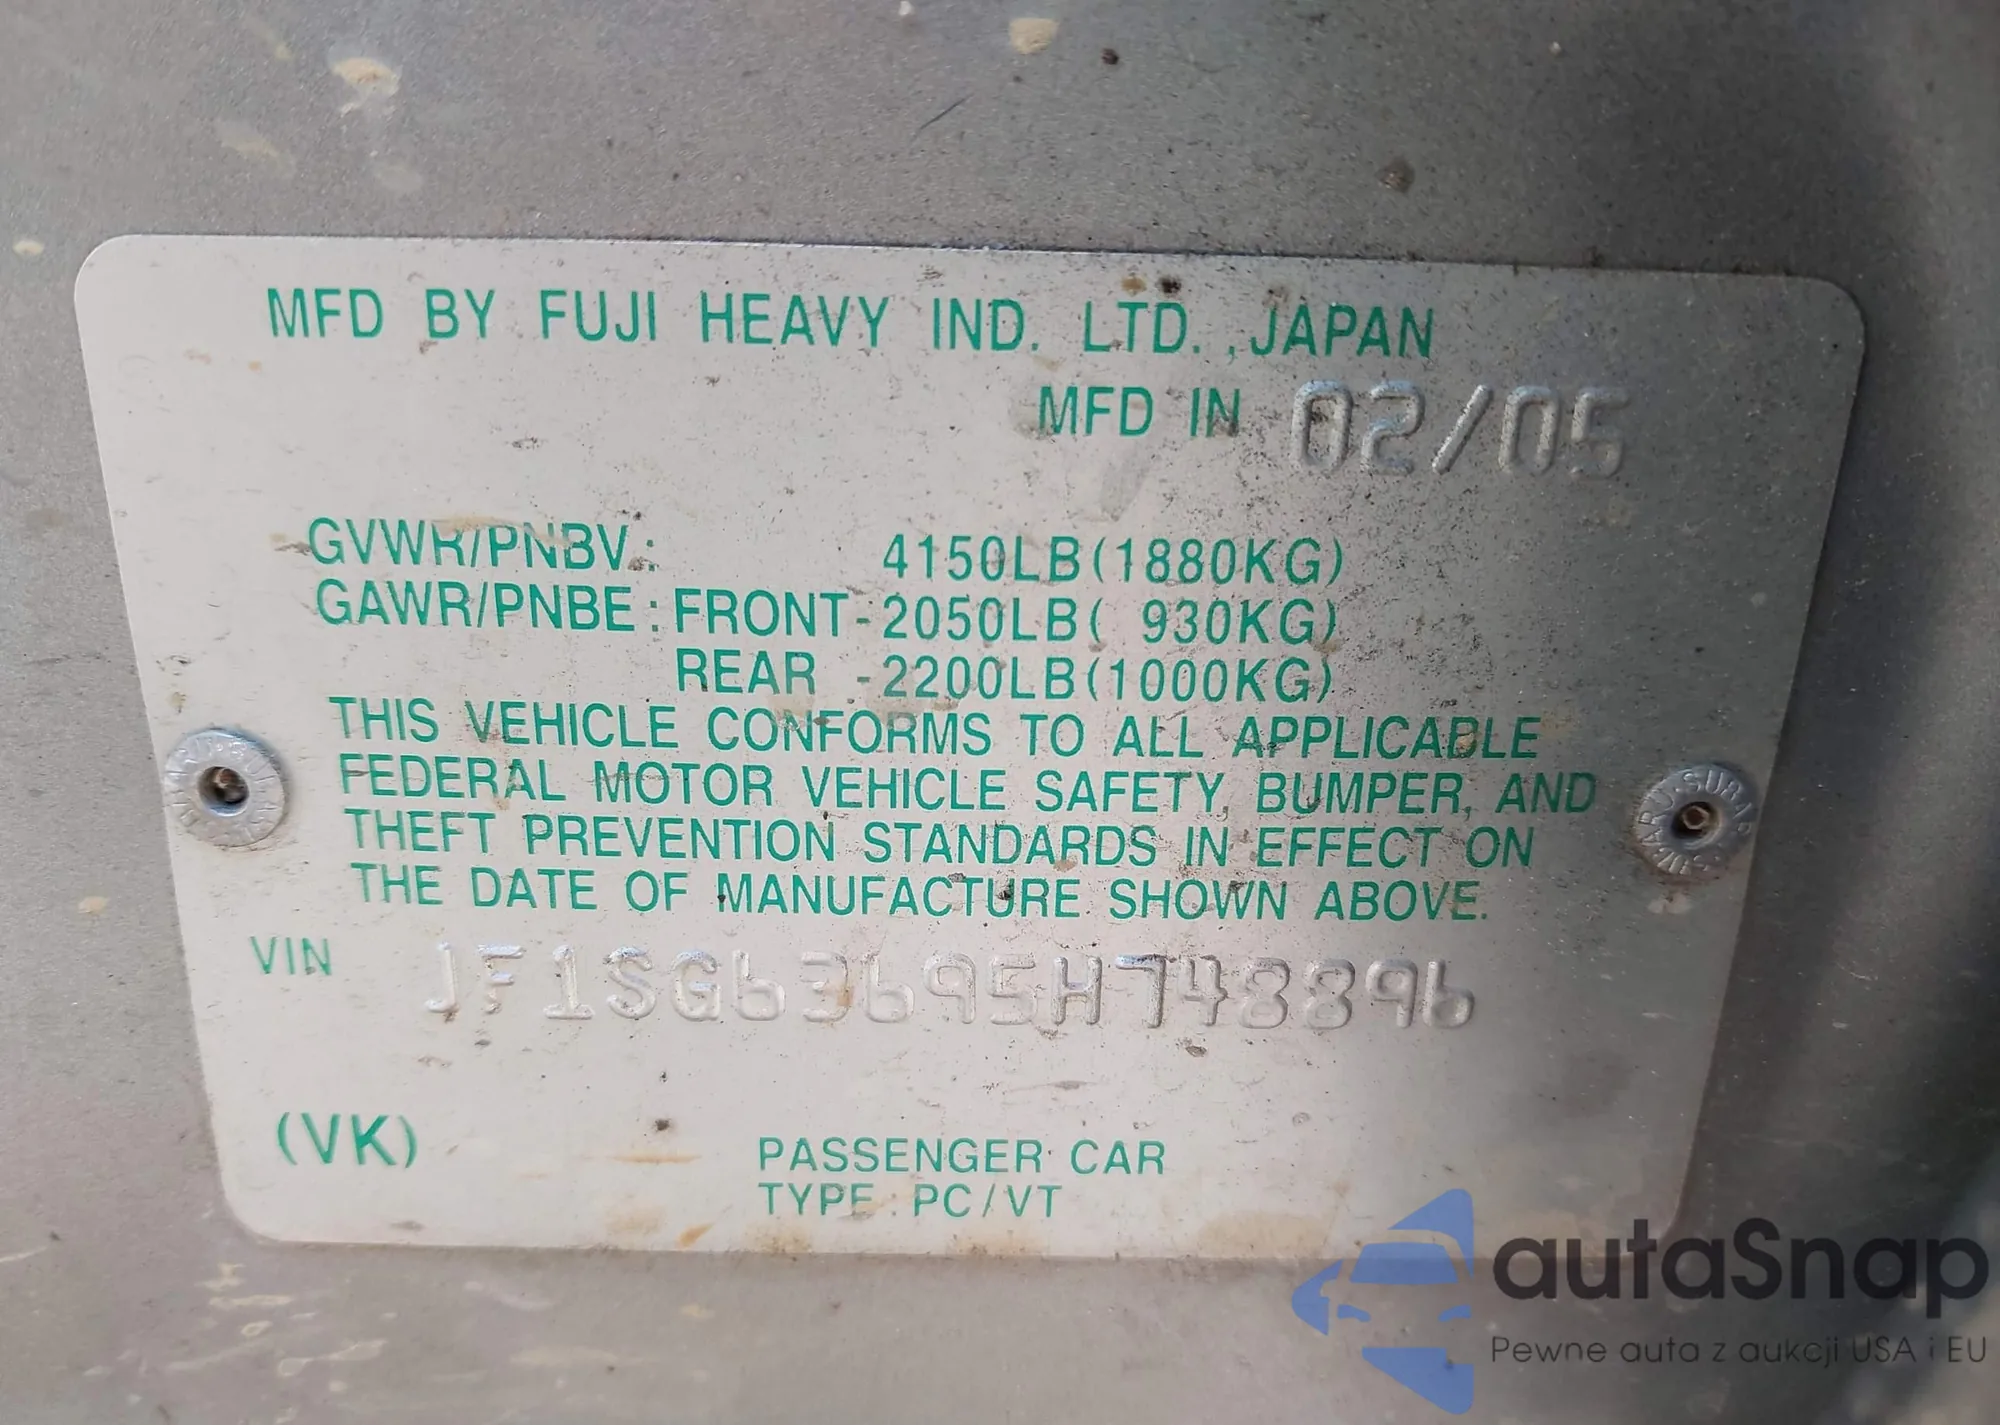 MFD BY FUJI HEAVY IND. LTD.,JAPAN
MFD IN 02/05
GVWR/PNBV: 4150LB(1880KG)
GAWR/PNBE:FRONT-2050LB( 930KG)
REAR -2200LB(1000KG)
THIS VEHICLE CONFORMS TO ALL APPLICABLE
FEDERAL MOTOR VEHICLE SAFETY, BUMPER, AND
THEFT PREVENTION STANDARDS IN EFFECT ON
THE DATE OF MANUFACTURE SHOWN ABOVE.
VIN JF1SG63695H748896
(VK)
PASSENGER CAR
TYPE:PC/VT
autaSnap
Pewne auta z aukcji USA i EU